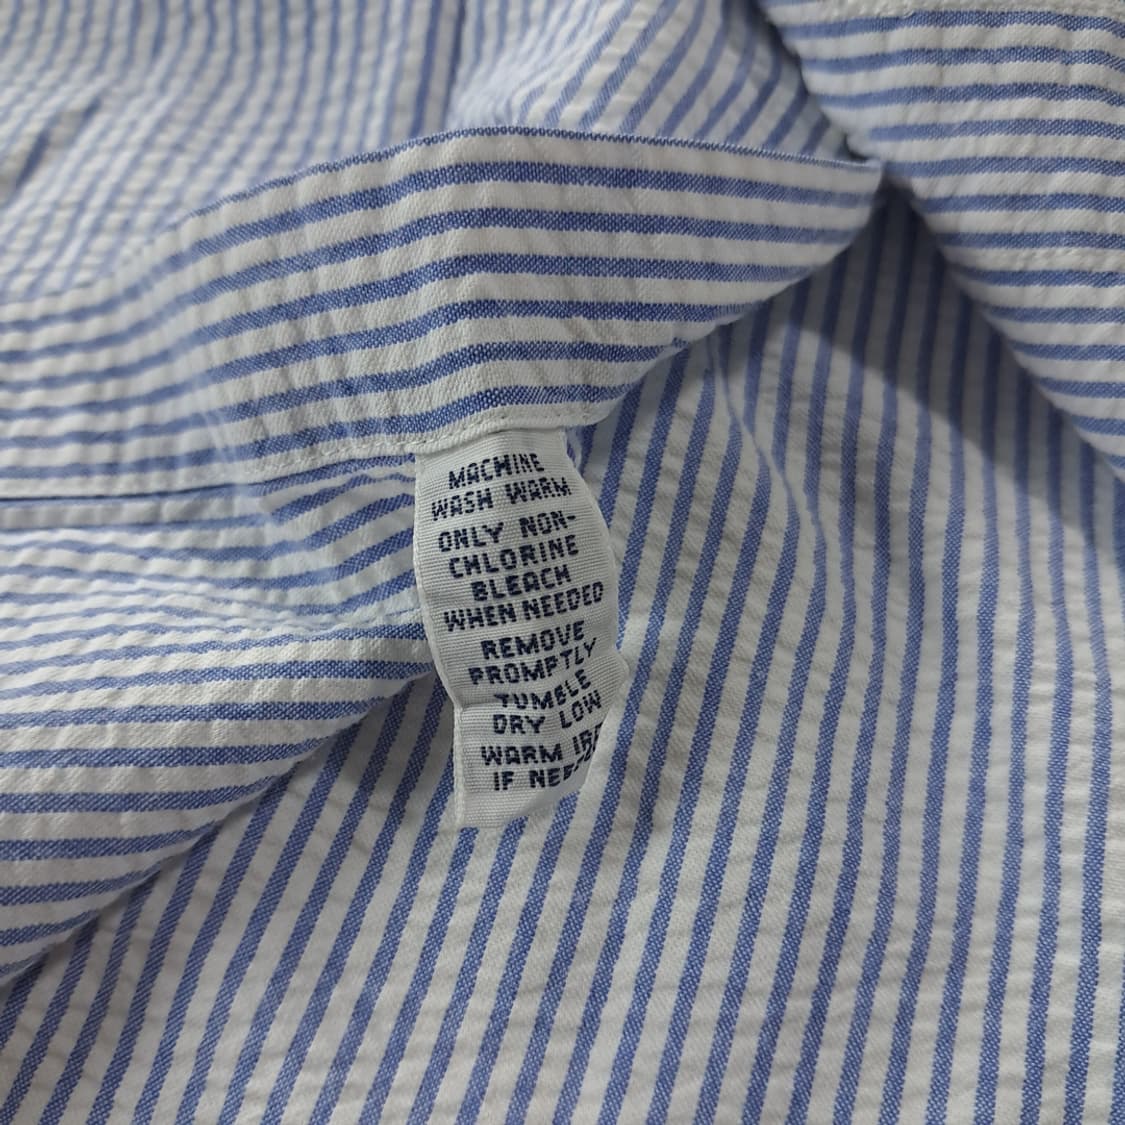 MACHINE
WASH WARM
ONLY NON-
CHLORINE
BLEACH
WHEN NEEDED
REMOVE
PROMPTLY
TUMBLE
DRY LOW
WARM
IF